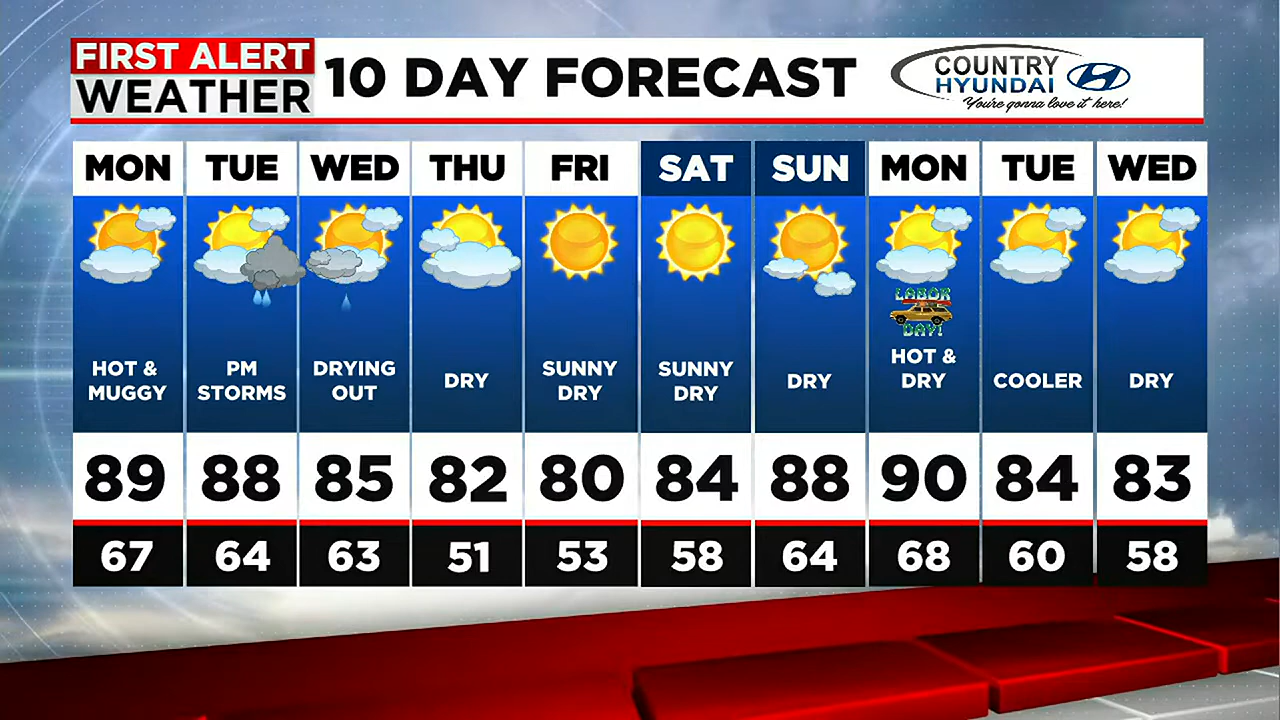 FIRST ALERT
WEATHER
10 DAY FORECAST
COUNTRY
HYUNDAI
You're gonna love it here!
MON TUE WED THU FRI SAT SUN MON TUE WED
LABOR
DAY!
HOT &
MUGGY
PM
STORMS
DRYING
OUT
DRY
SUNNY
DRY
SUNNY
DRY
DRY
HOT &
DRY
COOLER
DRY
89 88 85 82 80 84 88 90 84 83
67 64 63 51 53 58 64 68 60 58